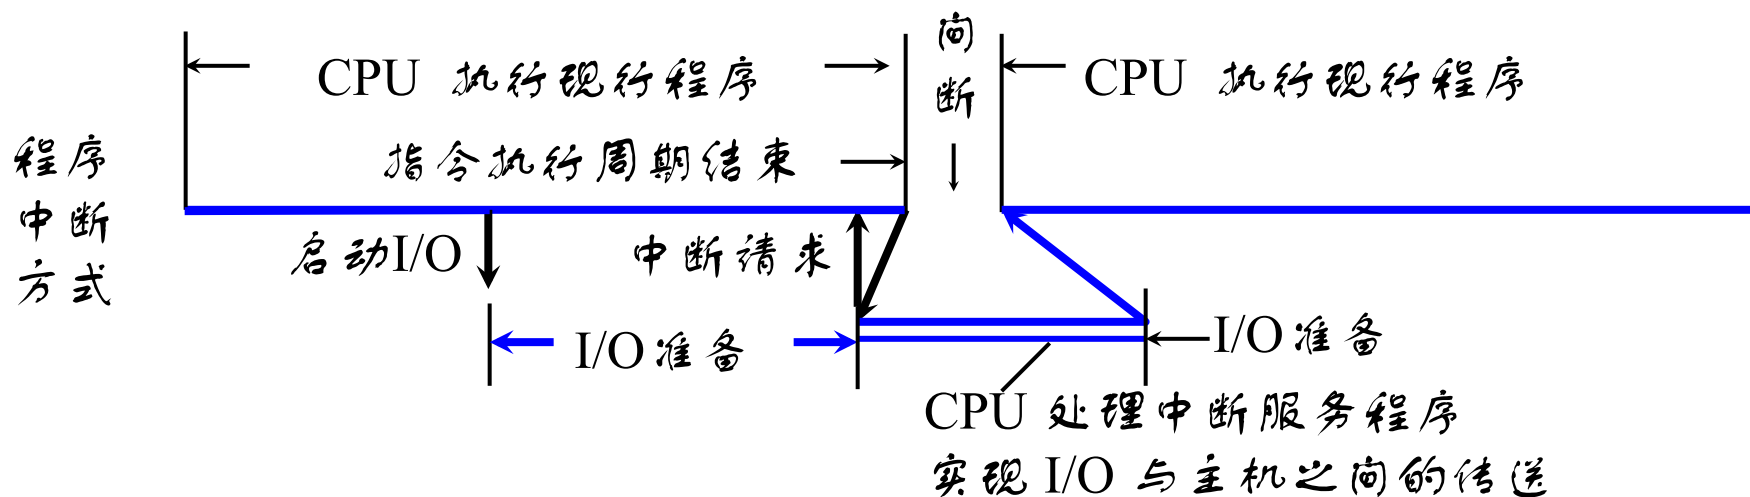 程序
中断
方式
CPU 执行现行程序
间
断
CPU 执行现行程序
指令执行周期结束
启动I/O
中断请求
I/O准备
I/O准备
CPU 处理中断服务程序
实现 I/O 与主机之间的传送